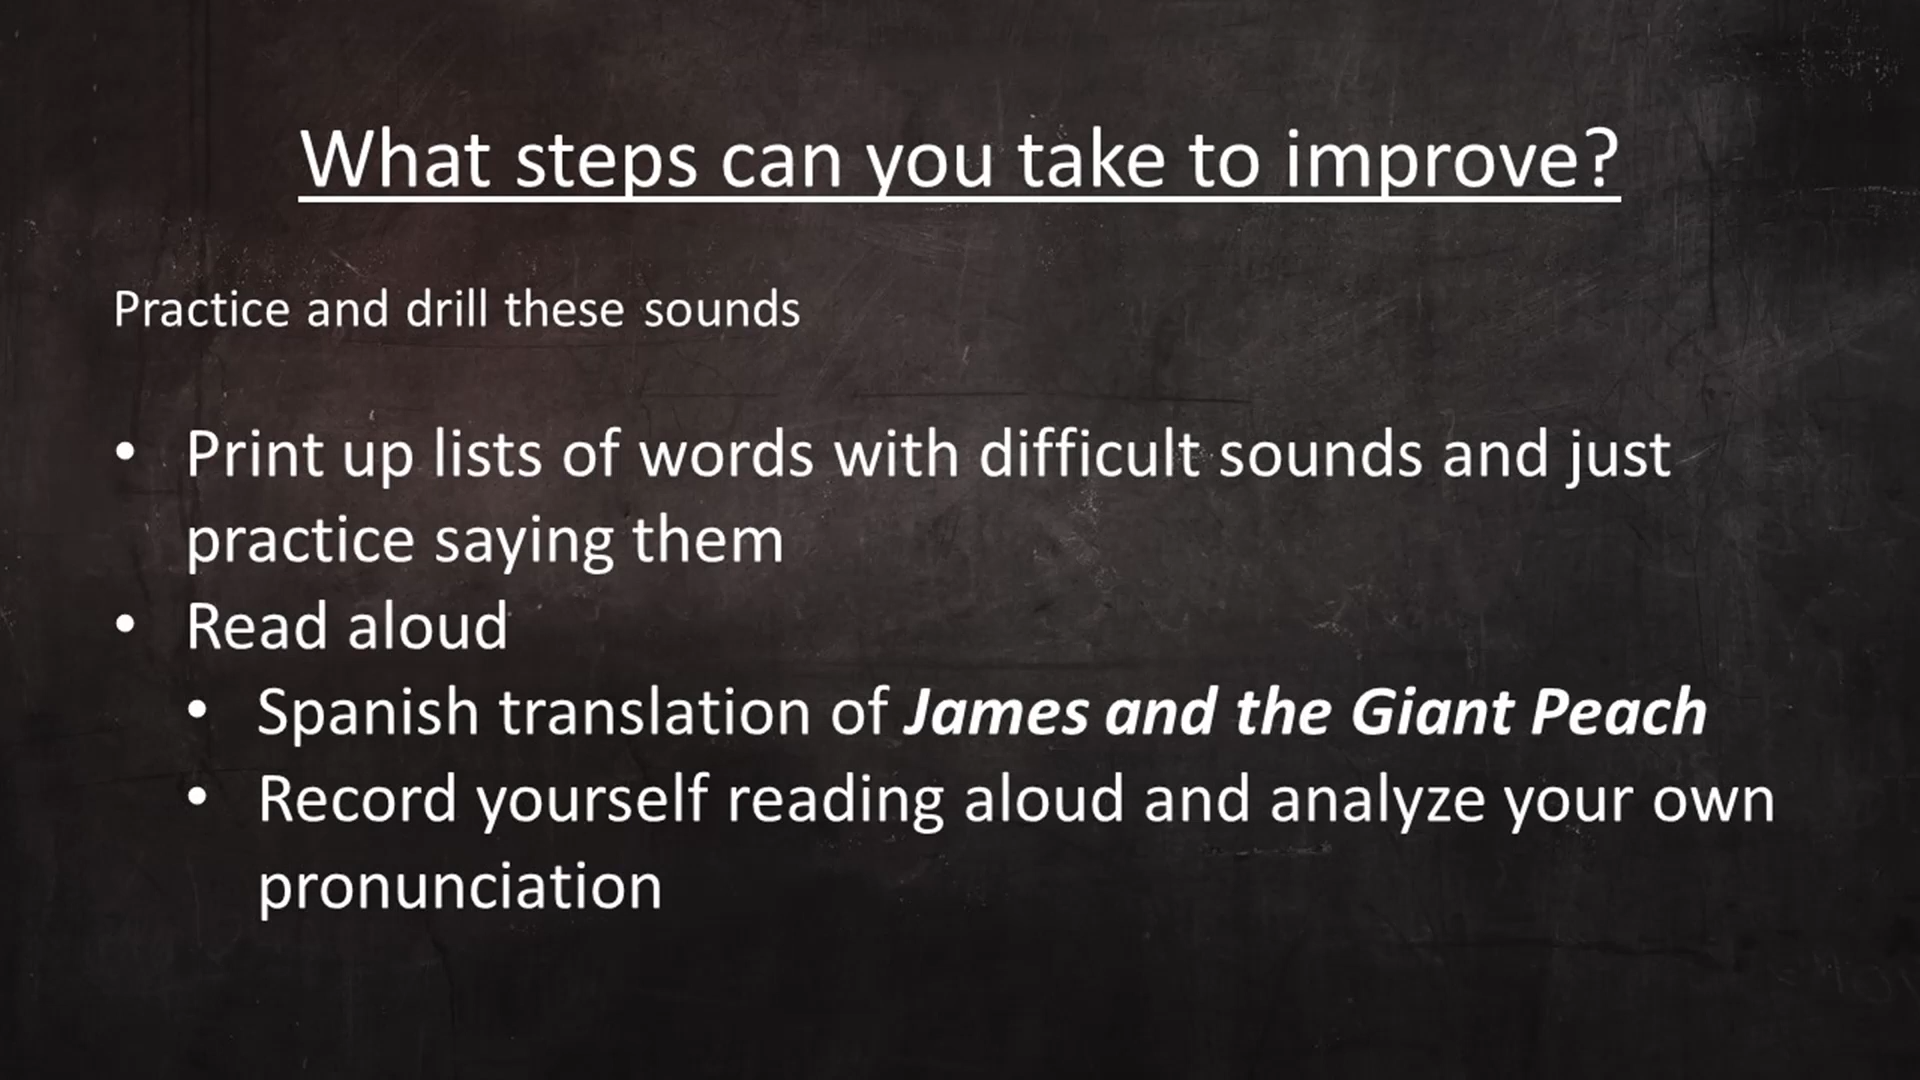 What steps can you take to improve?
Practice and drill these sounds
• Print up lists of words with difficult sounds and just
practice saying them
• Read aloud
• Spanish translation of James and the Giant Peach
• Record yourself reading aloud and analyze your own
pronunciation